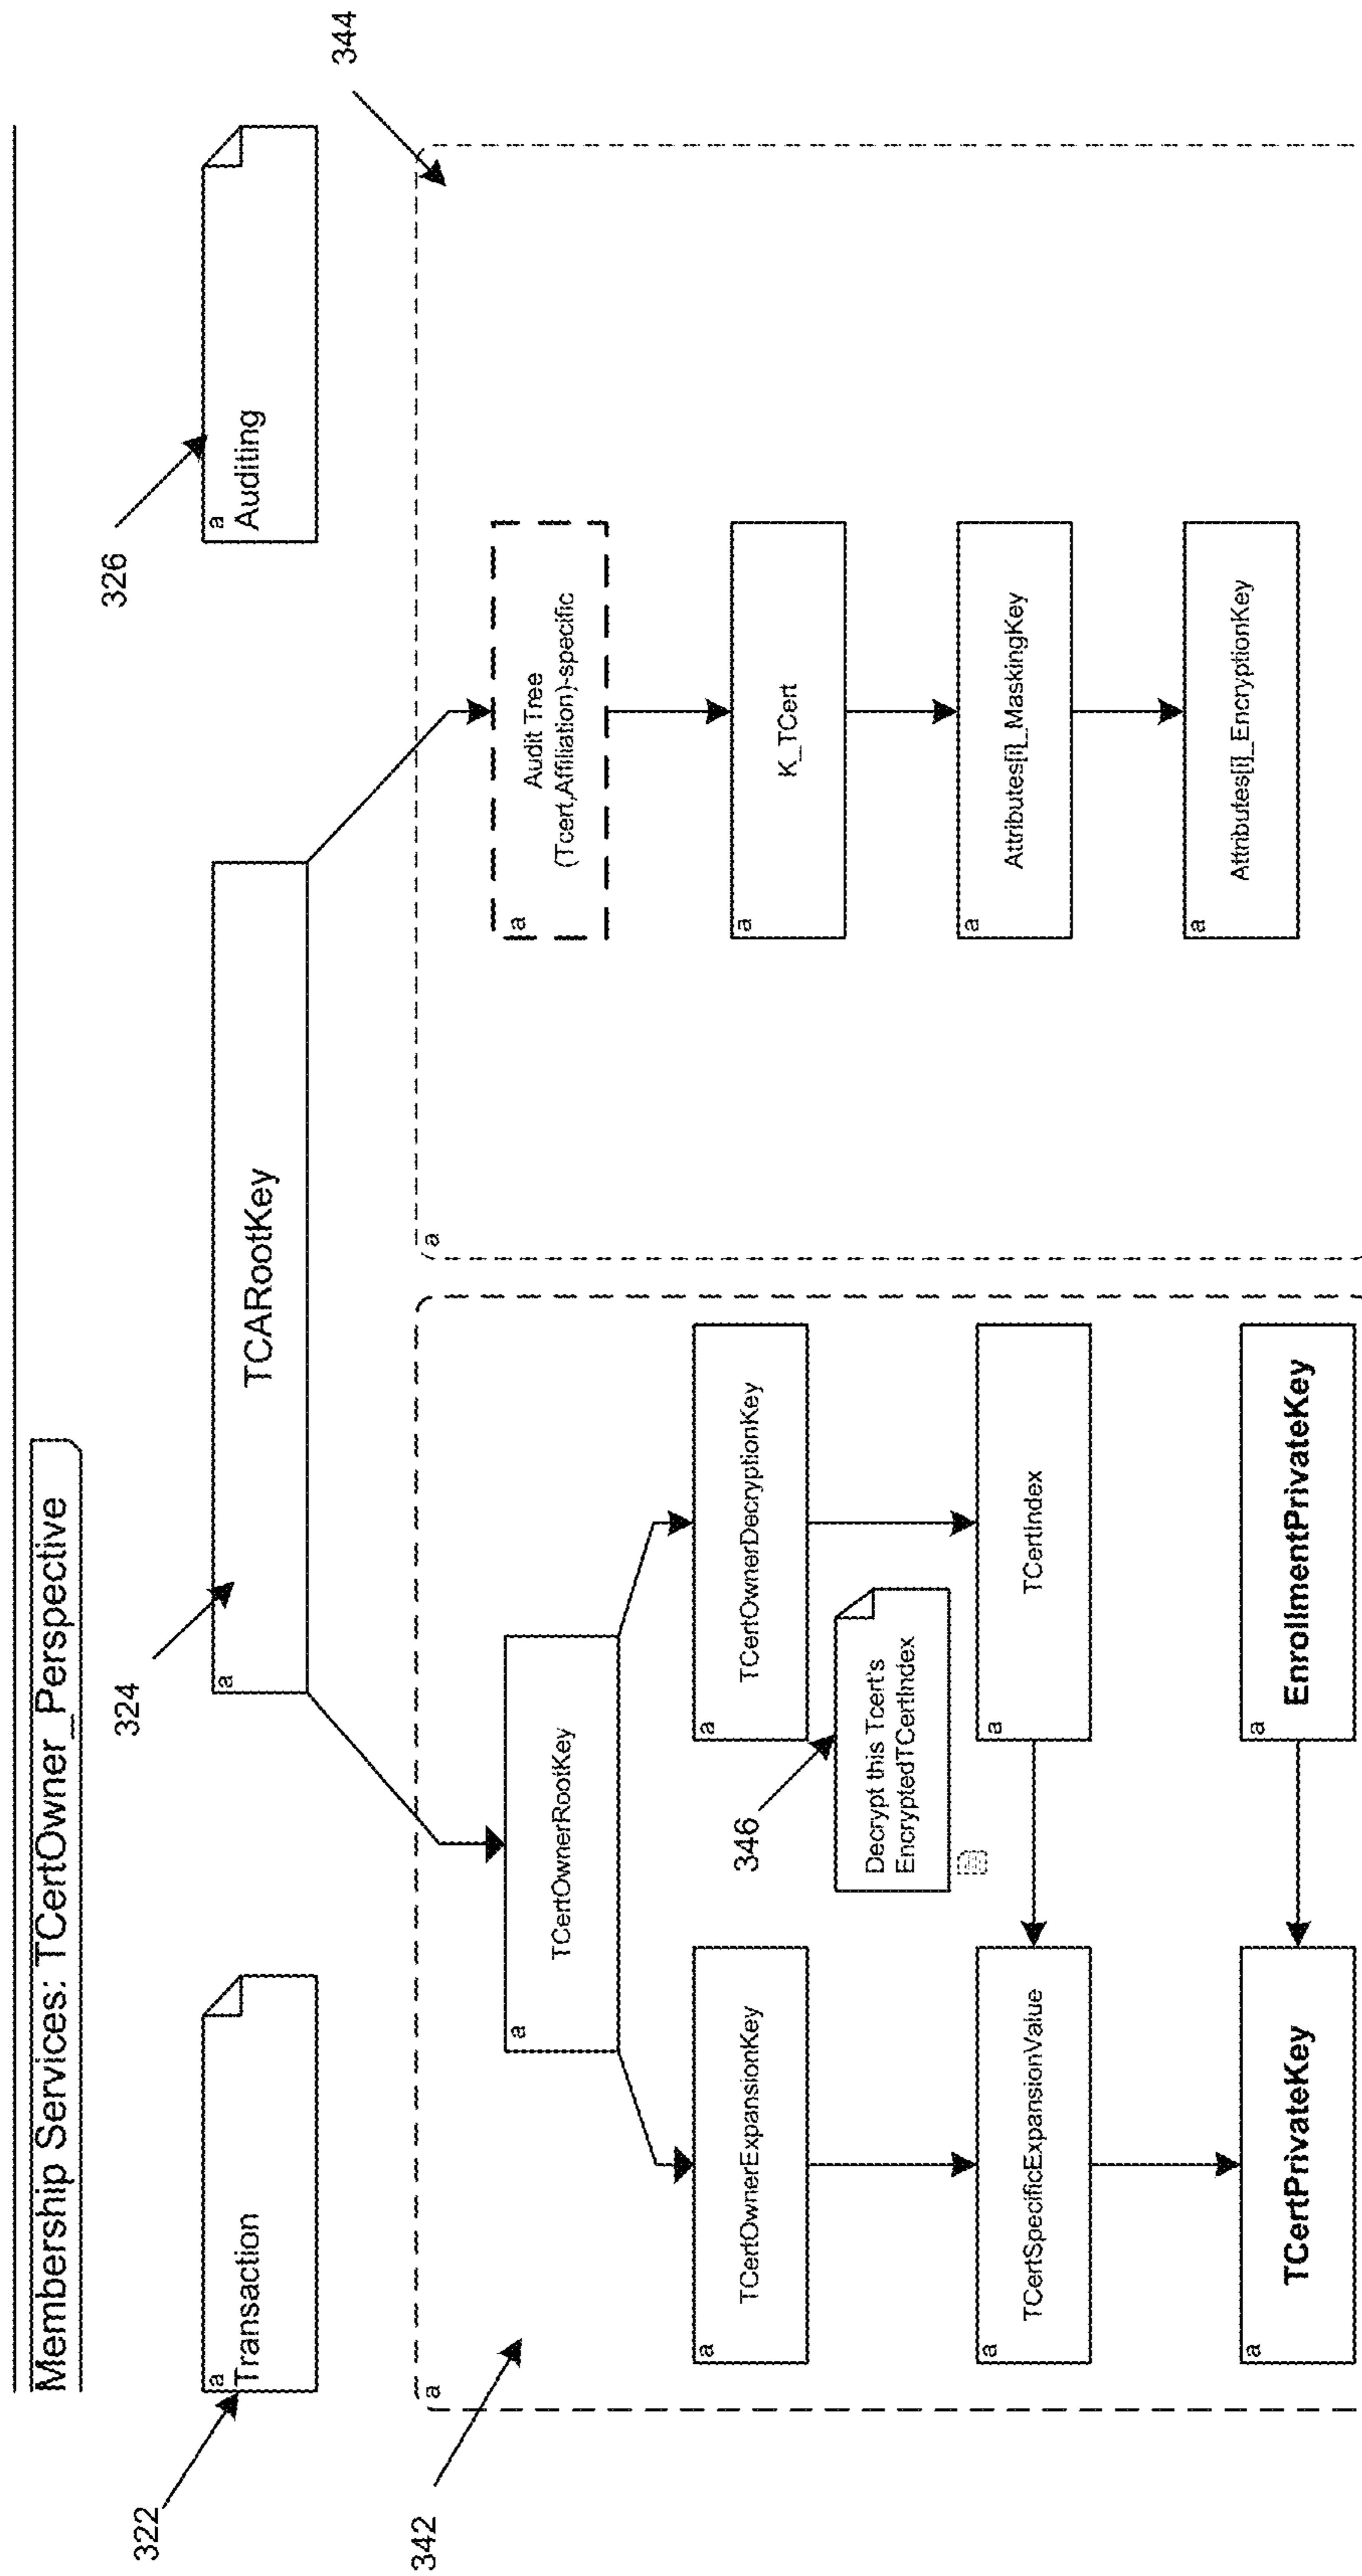 Membership Services: TCertOwner_Perspective
322
324
326
344
a
Transaction
a
TCARootKey
a
Auditing
342
a
a
a
TCertOwnerRootKey
a
Audit Tree
(Tcert,Affiliation)-specific
a
TCertOwnerExpansionKey
a
TCertOwnerDecryptionKey
a
K_TCert
346
Decrypt this Tcert's
EncryptedTCertIndex
a
TCertSpecificExpansionValue
a
TCertIndex
a
Attributes[i]_MaskingKey
a
TCertPrivateKey
a
EnrollmentPrivateKey
a
Attributes[i]_EncryptionKey